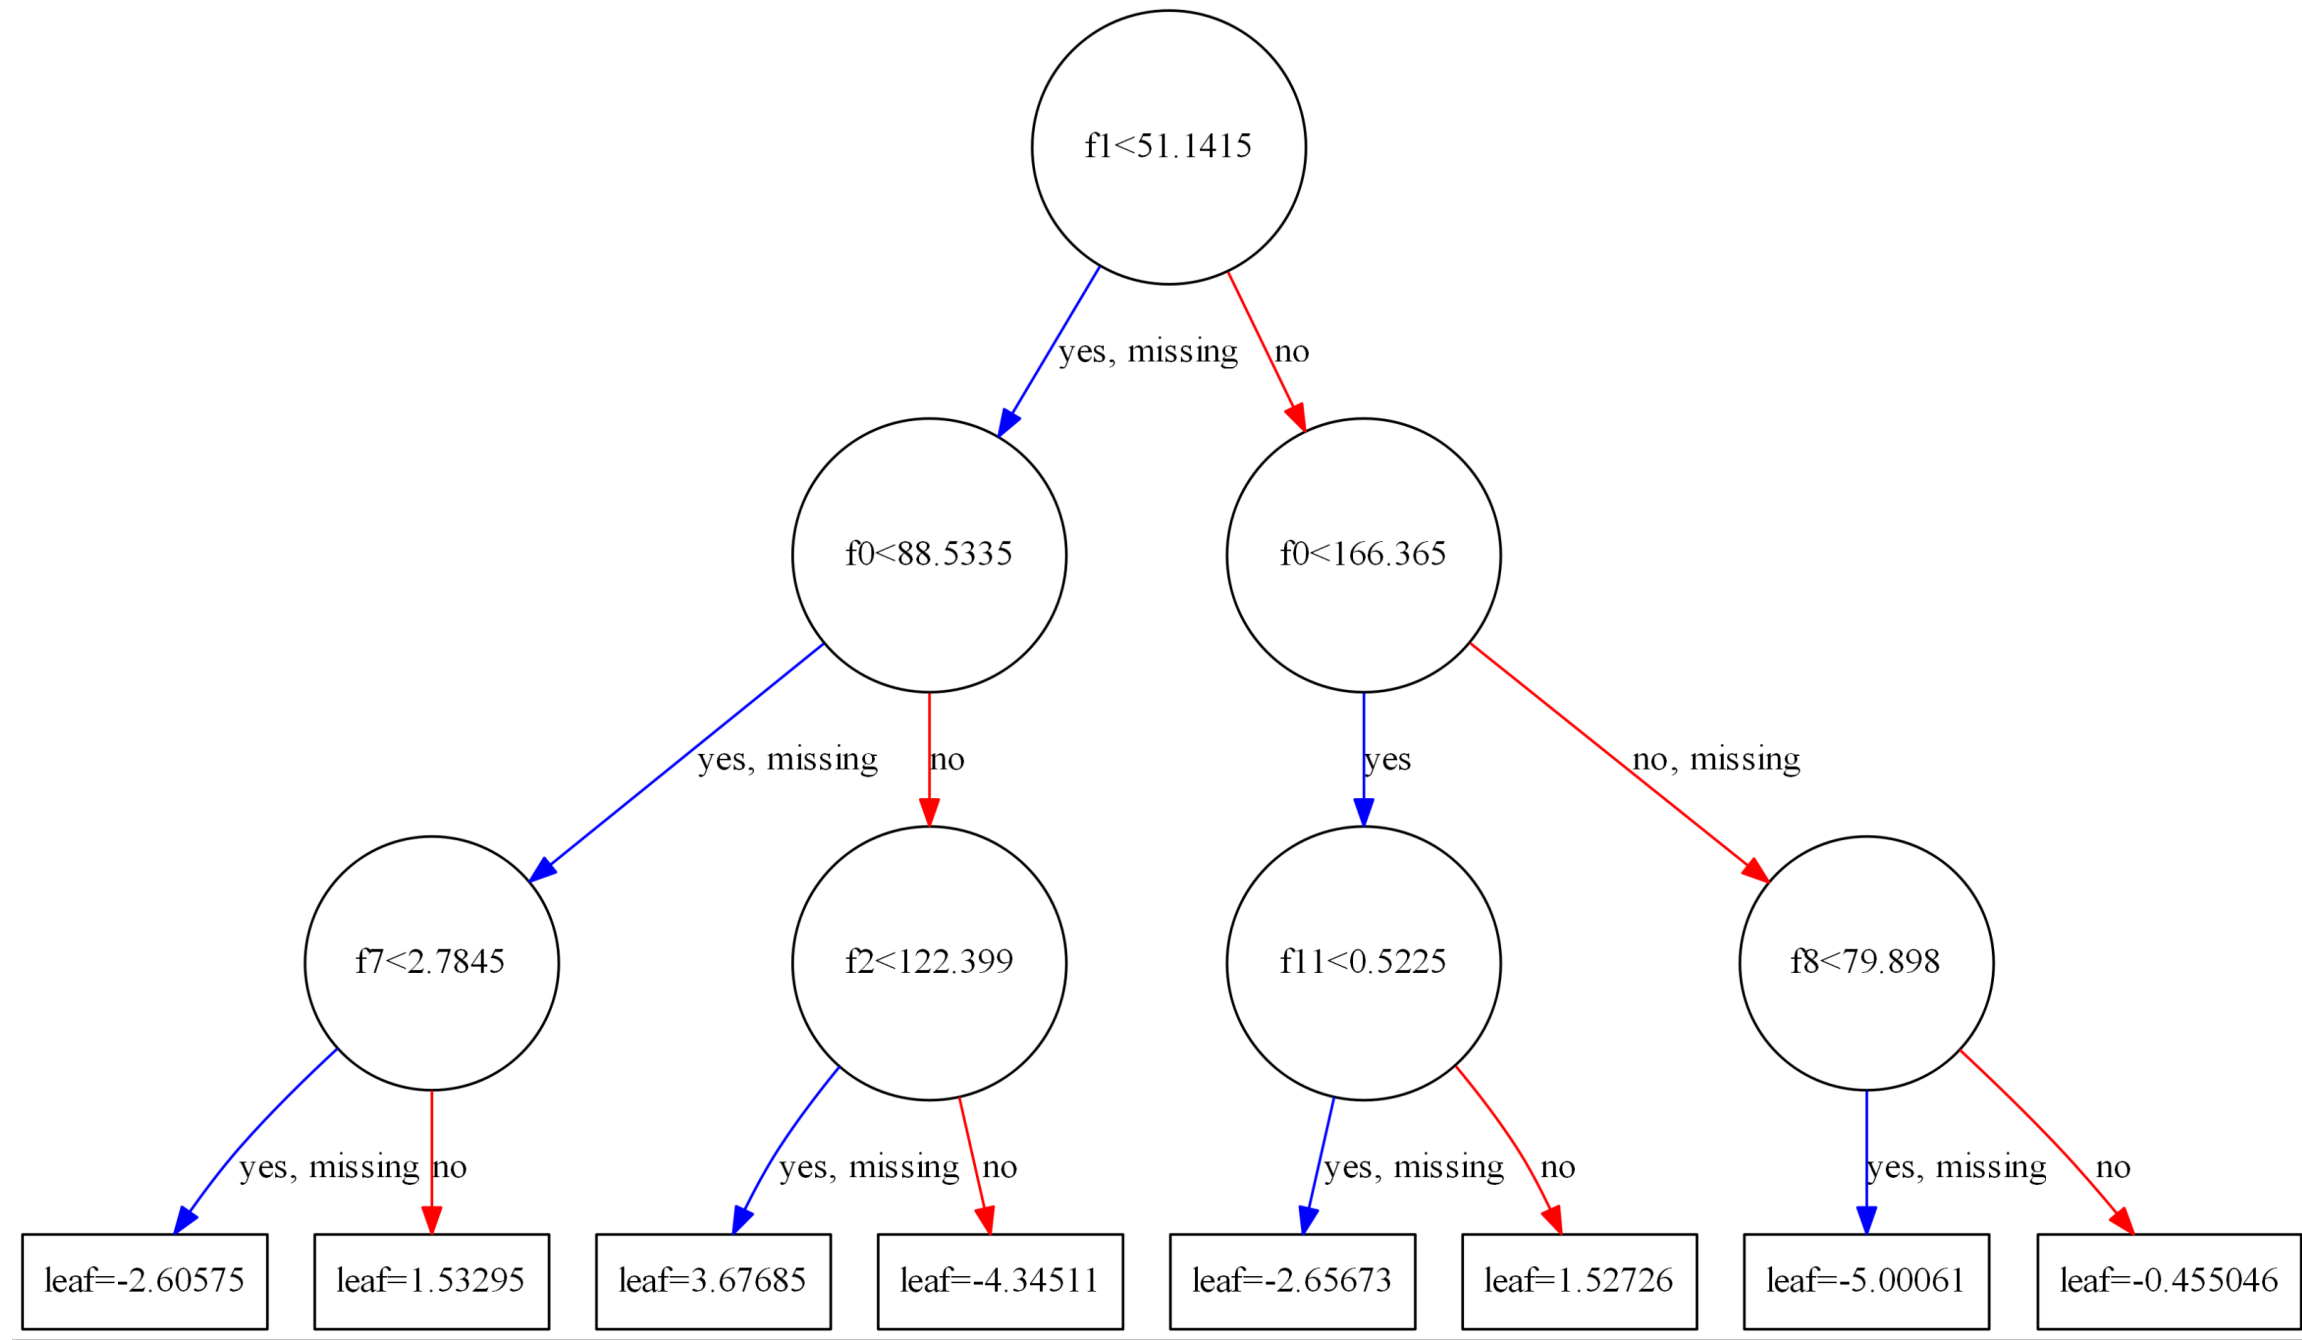 f1<51.1415
yes, missing
no
f0<88.5335
f0<166.365
yes, missing
no
yes
no, missing
f7<2.7845
f2<122.399
f11<0.5225
f8<79.898
yes, missing
no
yes, missing
no
yes, missing
no
yes, missing
no
leaf=-2.60575
leaf=1.53295
leaf=3.67685
leaf=-4.34511
leaf=-2.65673
leaf=1.52726
leaf=-5.00061
leaf=-0.455046